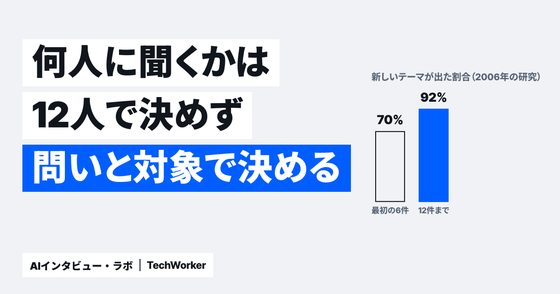 何人に聞くかは
12人で決めず
問いと対象で決める
新しいテーマが出た割合（2006年の研究）
92%
70%
最初の6件
12件まで
AIインタビュー・ラボ | TechWorker